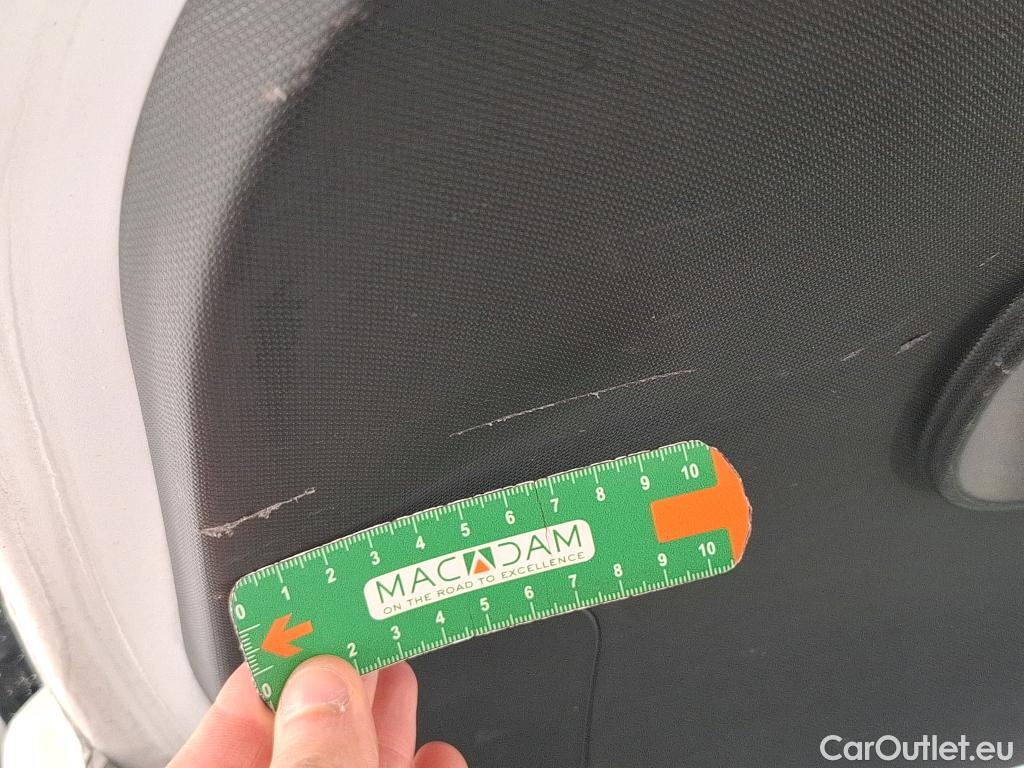 0 1 2 3 4 5 6 7 8 9 10
MACADAM
ON THE ROAD TO EXCELLENCE
0 2 3 4 5 6 7 8 9 10
CarOutlet.eu